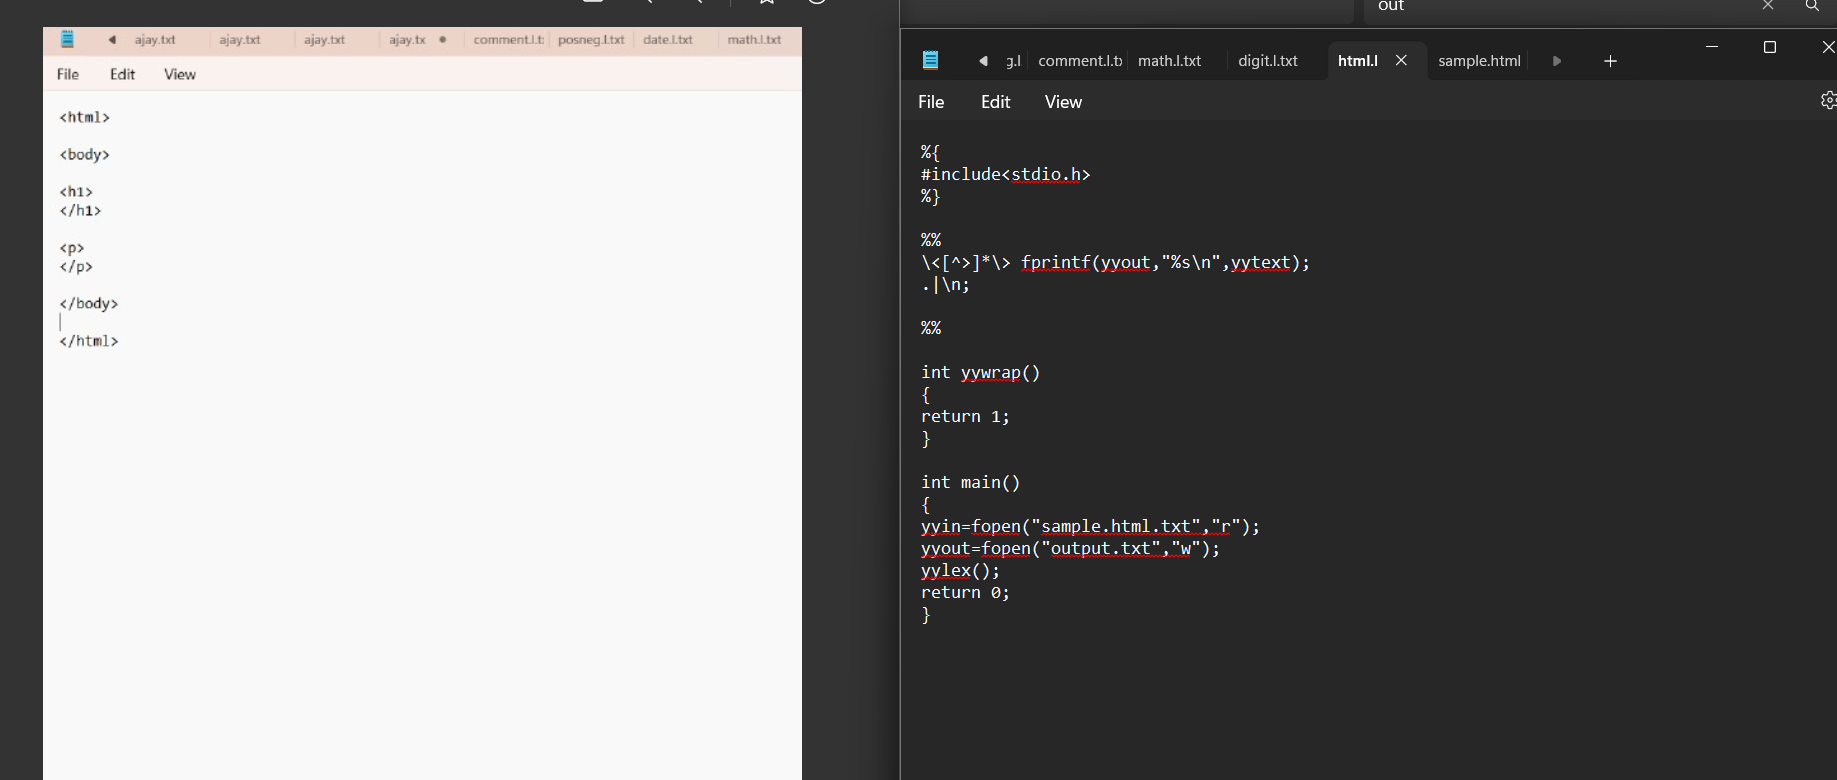 out
ajay.txt ajay.txt ajay.txt ajay.tx comment.l.t: posneg.l.txt date.l.txt math.l.txt
File Edit View
<html>
<body>
<h1>
</h1>
<p>
</p>
</body>
</html>
g.l comment.l.tx math.l.txt digit.l.txt html.l sample.html
File Edit View
%{
#include<stdio.h>
%}
%%
\<[^>]*\> fprintf(yyout,"%s\n",yytext);
.|\n;
%%
int yywrap()
{
return 1;
}
int main()
{
yyin=fopen("sample.html.txt","r");
yyout=fopen("output.txt","w");
yylex();
return 0;
}